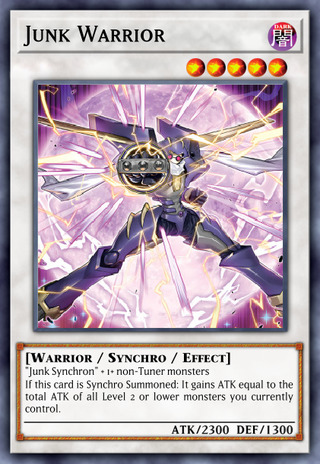 Junk Warrior
DARK
闇
[Warrior / Synchro / Effect]
"Junk Synchron" + 1+ non-Tuner monsters
If this card is Synchro Summoned: It gains ATK equal to the
total ATK of all Level 2 or lower monsters you currently
control.
ATK/2300 DEF/1300